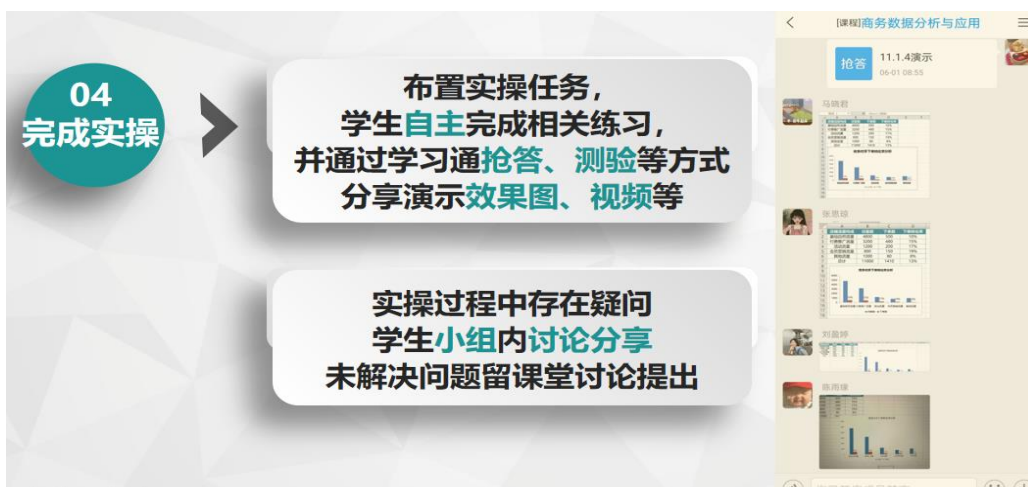 04
完成实操
布置实操任务，
学生自主完成相关练习，
并通过学习通抢答、测验等方式
分享演示效果图、视频等
实操过程中存在疑问
学生小组内讨论分享
未解决问题留课堂讨论提出
[课程]商务数据分析与应用
抢答
11.1.4演示
06-01 08:55
马晓君
张思琼
刘盈婷
陈雨缘